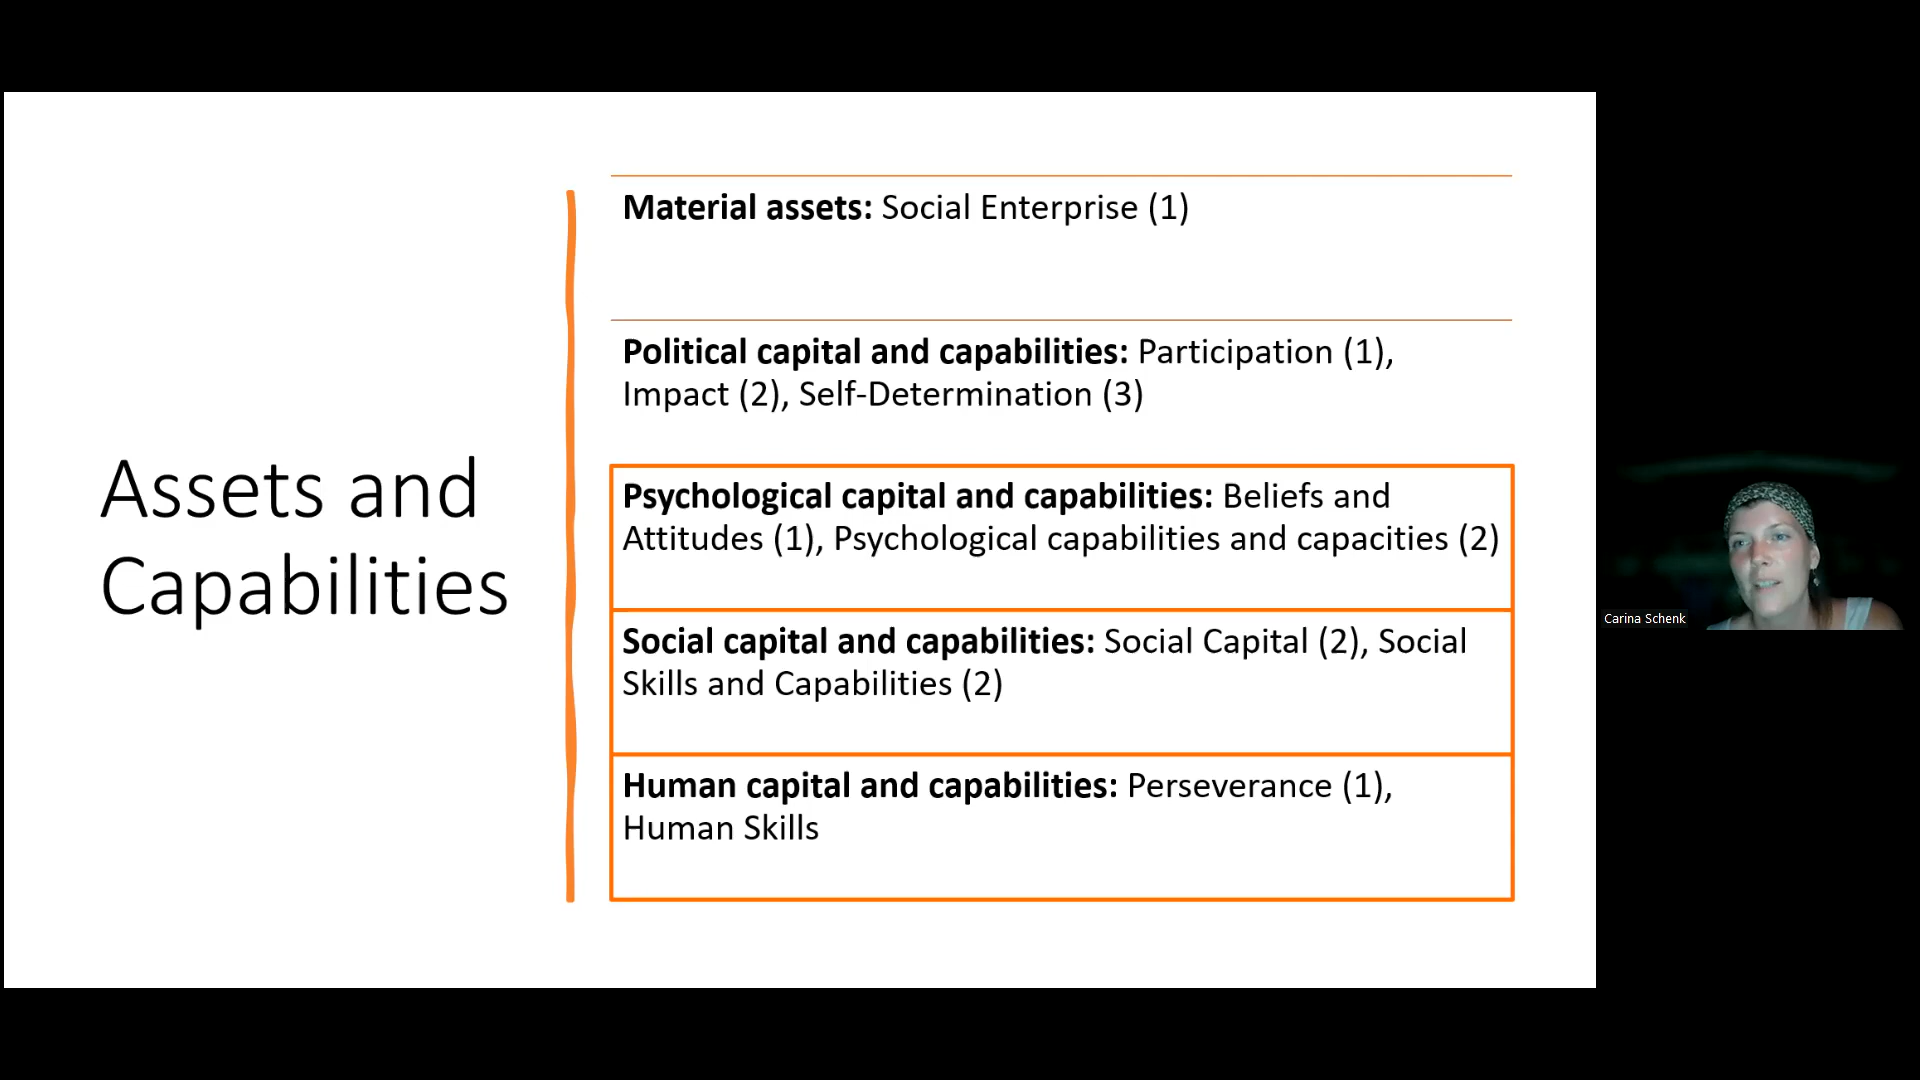 Assets and
Capabilities
Material assets: Social Enterprise (1)
Political capital and capabilities: Participation (1),
Impact (2), Self-Determination (3)
Psychological capital and capabilities: Beliefs and
Attitudes (1), Psychological capabilities and capacities (2)
Social capital and capabilities: Social Capital (2), Social
Skills and Capabilities (2)
Human capital and capabilities: Perseverance (1),
Human Skills
Carina Schenk